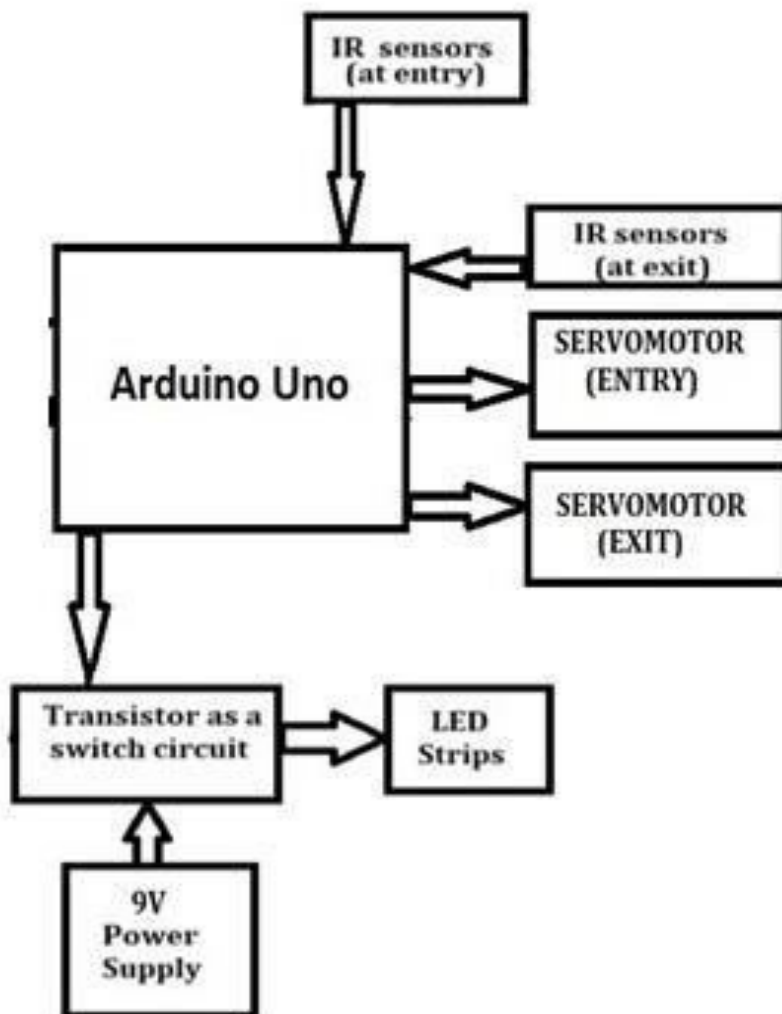 IR sensors
(at entry)
IR sensors
(at exit)
Arduino Uno
SERVOMOTOR
(ENTRY)
SERVOMOTOR
(EXIT)
Transistor as a
switch circuit
LED
Strips
9V
Power
Supply